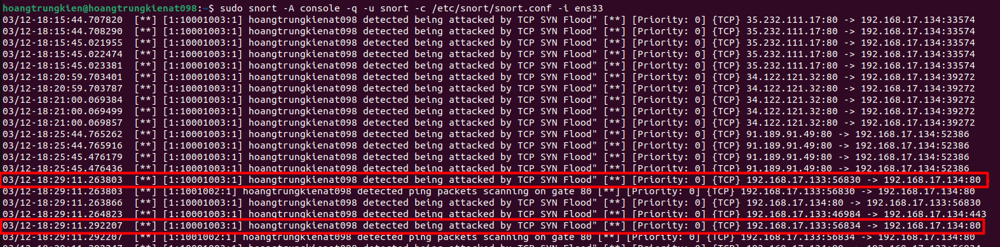 hoangtrungkien@hoangtrungkienat098:~$ sudo snort -A console -q -u snort -c /etc/snort/snort.conf -i ens33
03/12-18:15:44.707820  [**] [1:10001003:1] hoangtrungkienat098 detected being attacked by TCP SYN Flood" [**] [Priority: 0] {TCP} 35.232.111.17:80 -> 192.168.17.134:33574
03/12-18:15:44.708290  [**] [1:10001003:1] hoangtrungkienat098 detected being attacked by TCP SYN Flood" [**] [Priority: 0] {TCP} 35.232.111.17:80 -> 192.168.17.134:33574
03/12-18:15:45.021955  [**] [1:10001003:1] hoangtrungkienat098 detected being attacked by TCP SYN Flood" [**] [Priority: 0] {TCP} 35.232.111.17:80 -> 192.168.17.134:33574
03/12-18:15:45.022474  [**] [1:10001003:1] hoangtrungkienat098 detected being attacked by TCP SYN Flood" [**] [Priority: 0] {TCP} 35.232.111.17:80 -> 192.168.17.134:33574
03/12-18:15:45.023381  [**] [1:10001003:1] hoangtrungkienat098 detected being attacked by TCP SYN Flood" [**] [Priority: 0] {TCP} 35.232.111.17:80 -> 192.168.17.134:33574
03/12-18:20:59.703401  [**] [1:10001003:1] hoangtrungkienat098 detected being attacked by TCP SYN Flood" [**] [Priority: 0] {TCP} 34.122.121.32:80 -> 192.168.17.134:39272
03/12-18:20:59.703787  [**] [1:10001003:1] hoangtrungkienat098 detected being attacked by TCP SYN Flood" [**] [Priority: 0] {TCP} 34.122.121.32:80 -> 192.168.17.134:39272
03/12-18:21:00.069384  [**] [1:10001003:1] hoangtrungkienat098 detected being attacked by TCP SYN Flood" [**] [Priority: 0] {TCP} 34.122.121.32:80 -> 192.168.17.134:39272
03/12-18:21:00.069499  [**] [1:10001003:1] hoangtrungkienat098 detected being attacked by TCP SYN Flood" [**] [Priority: 0] {TCP} 34.122.121.32:80 -> 192.168.17.134:39272
03/12-18:21:00.069857  [**] [1:10001003:1] hoangtrungkienat098 detected being attacked by TCP SYN Flood" [**] [Priority: 0] {TCP} 34.122.121.32:80 -> 192.168.17.134:39272
03/12-18:25:44.765262  [**] [1:10001003:1] hoangtrungkienat098 detected being attacked by TCP SYN Flood" [**] [Priority: 0] {TCP} 91.189.91.49:80 -> 192.168.17.134:52386
03/12-18:25:44.765916  [**] [1:10001003:1] hoangtrungkienat098 detected being attacked by TCP SYN Flood" [**] [Priority: 0] {TCP} 91.189.91.49:80 -> 192.168.17.134:52386
03/12-18:25:45.476179  [**] [1:10001003:1] hoangtrungkienat098 detected being attacked by TCP SYN Flood" [**] [Priority: 0] {TCP} 91.189.91.49:80 -> 192.168.17.134:52386
03/12-18:25:45.476436  [**] [1:10001003:1] hoangtrungkienat098 detected being attacked by TCP SYN Flood" [**] [Priority: 0] {TCP} 91.189.91.49:80 -> 192.168.17.134:52386
03/12-18:29:11.263803  [**] [1:10001003:1] hoangtrungkienat098 detected being attacked by TCP SYN Flood" [**] [Priority: 0] {TCP} 192.168.17.133:56830 -> 192.168.17.134:80
03/12-18:29:11.263803  [**] [1:1001002:1] hoangtrungkienat098 detected ping packets scanning on gate 80 [**] [Priority: 0] {TCP} 192.168.17.133:56830 -> 192.168.17.134:80
03/12-18:29:11.263866  [**] [1:10001003:1] hoangtrungkienat098 detected being attacked by TCP SYN Flood" [**] [Priority: 0] {TCP} 192.168.17.134:80 -> 192.168.17.133:56830
03/12-18:29:11.264823  [**] [1:10001003:1] hoangtrungkienat098 detected being attacked by TCP SYN Flood" [**] [Priority: 0] {TCP} 192.168.17.133:46984 -> 192.168.17.134:443
03/12-18:29:11.292207  [**] [1:10001003:1] hoangtrungkienat098 detected being attacked by TCP SYN Flood" [**] [Priority: 0] {TCP} 192.168.17.133:56834 -> 192.168.17.134:80
03/12-18:29:11.292207  [**] [1:1001002:1] hoangtrungkienat098 detected ping packets scanning on gate 80 [**] [Priority: 0] {TCP} 192.168.17.133:56834 -> 192.168.17.134:80